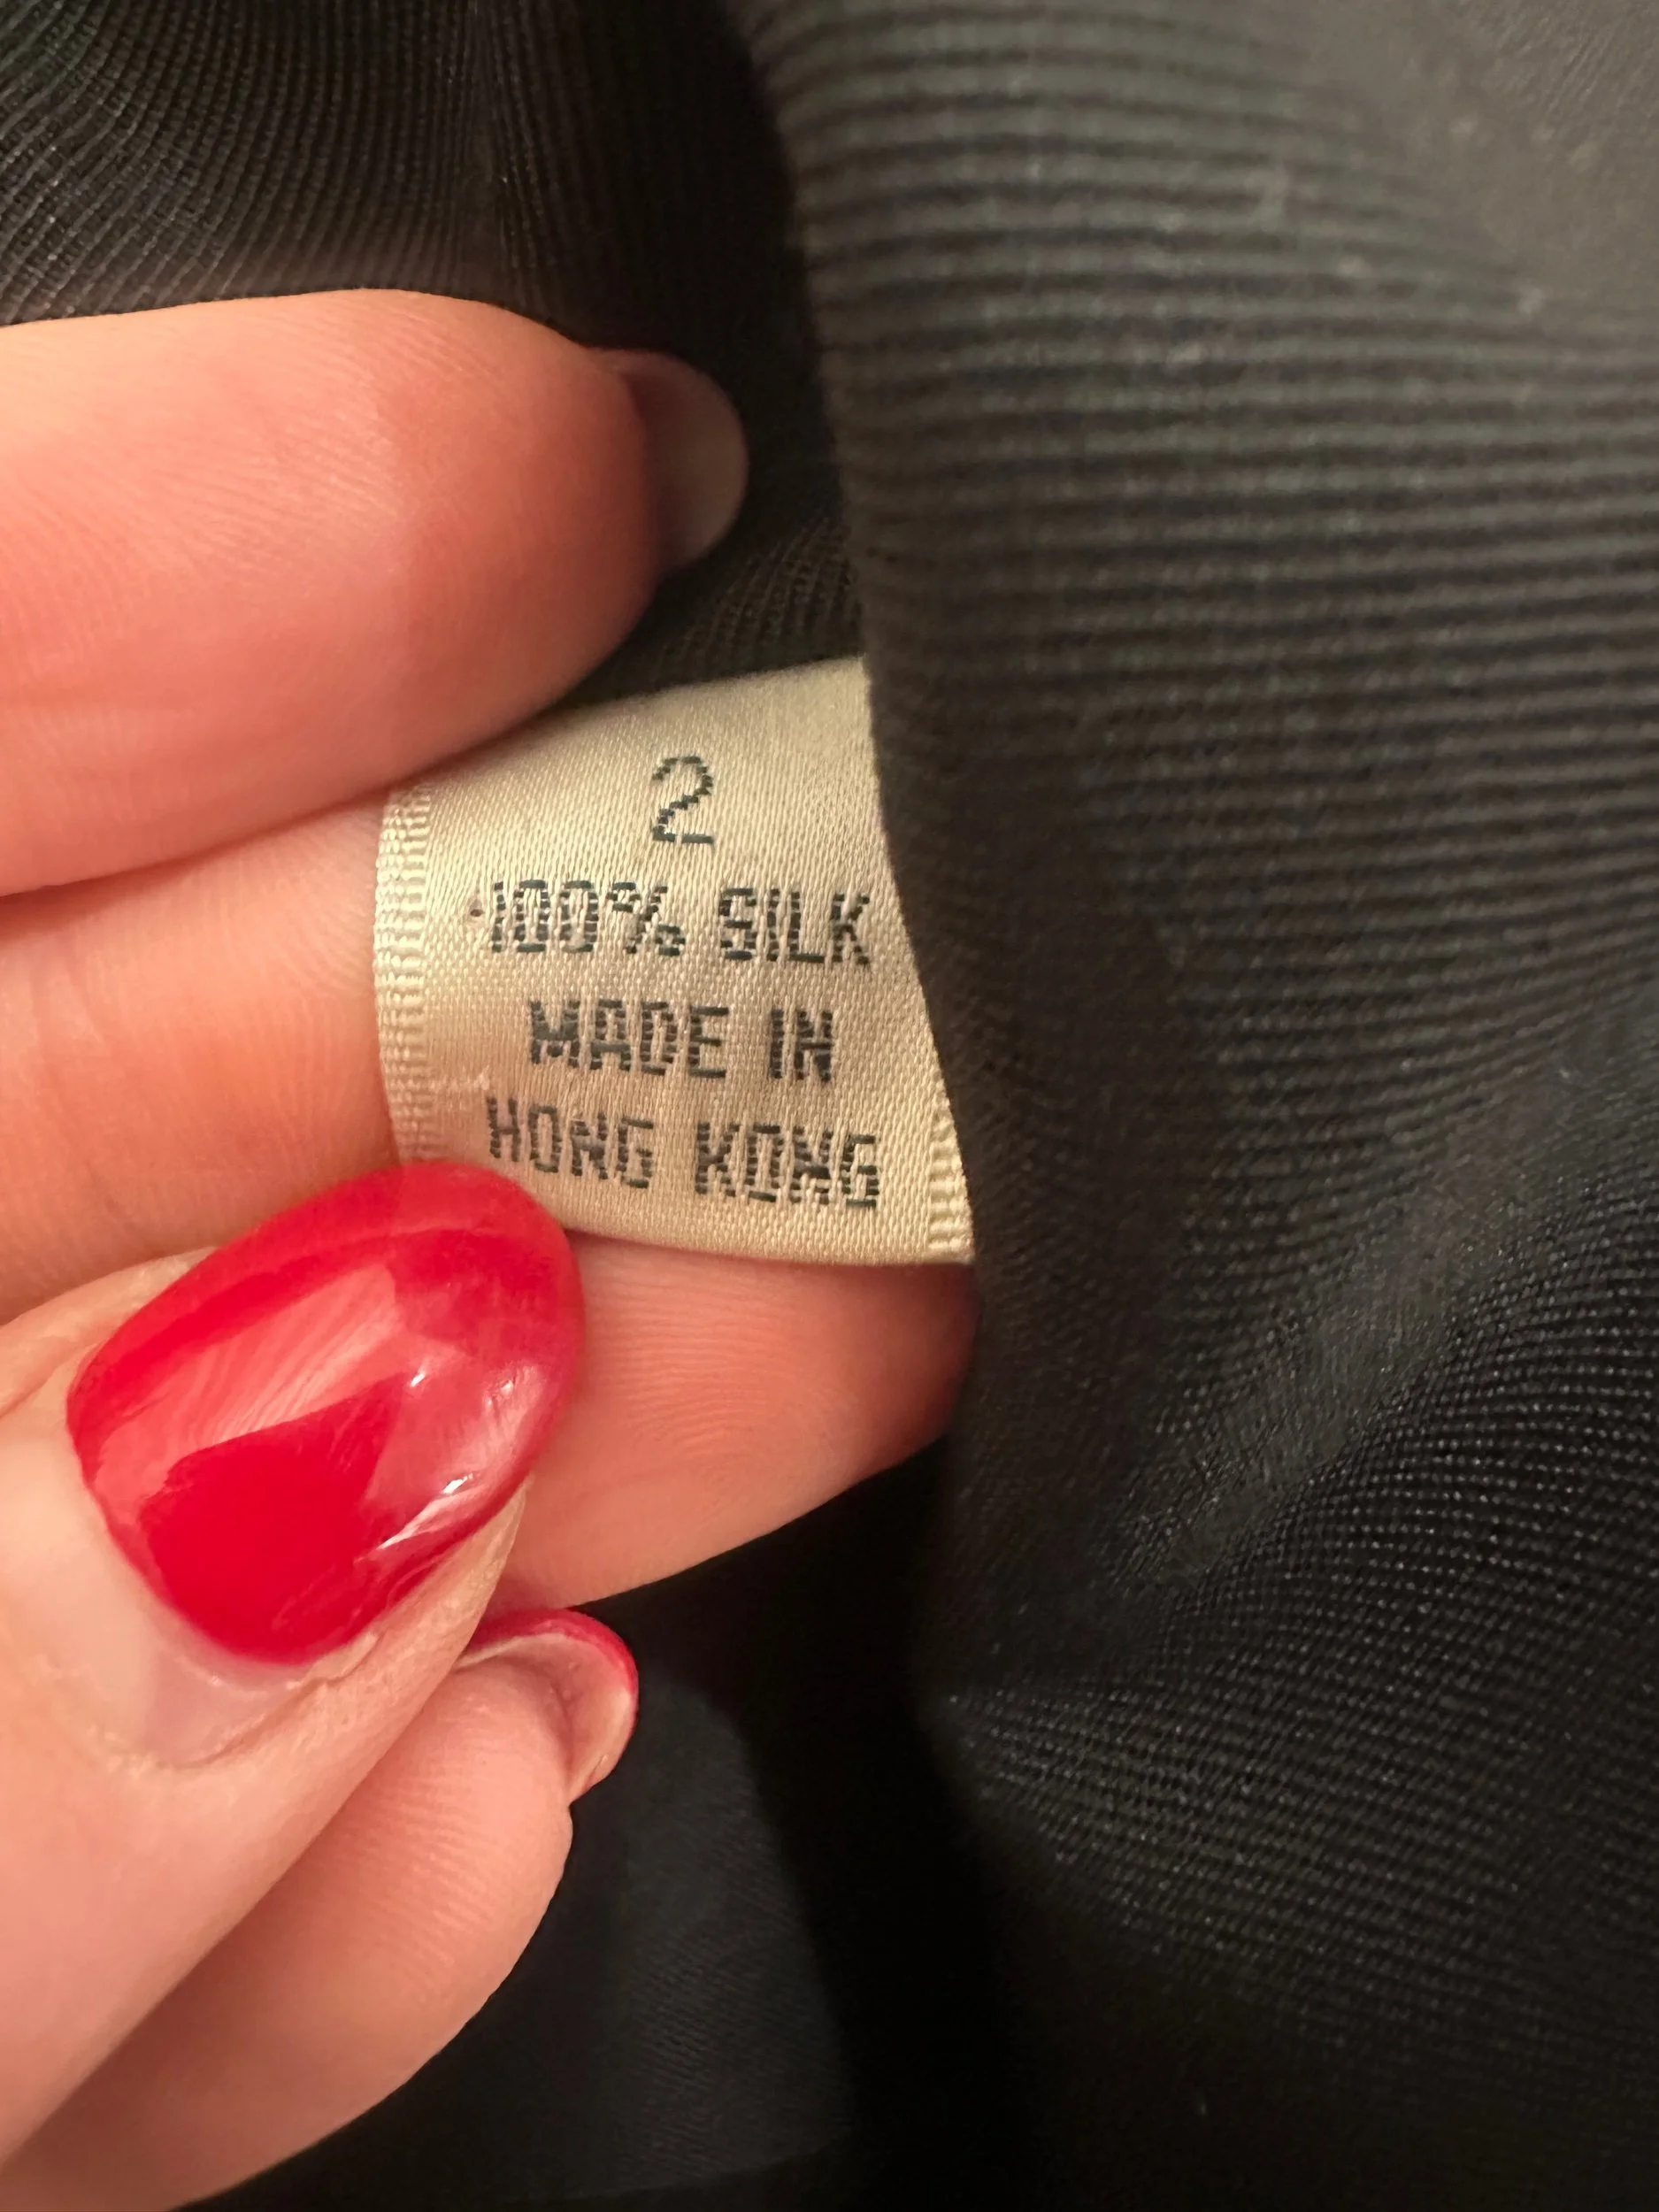 2
100% SILK
MADE IN
HONG KONG